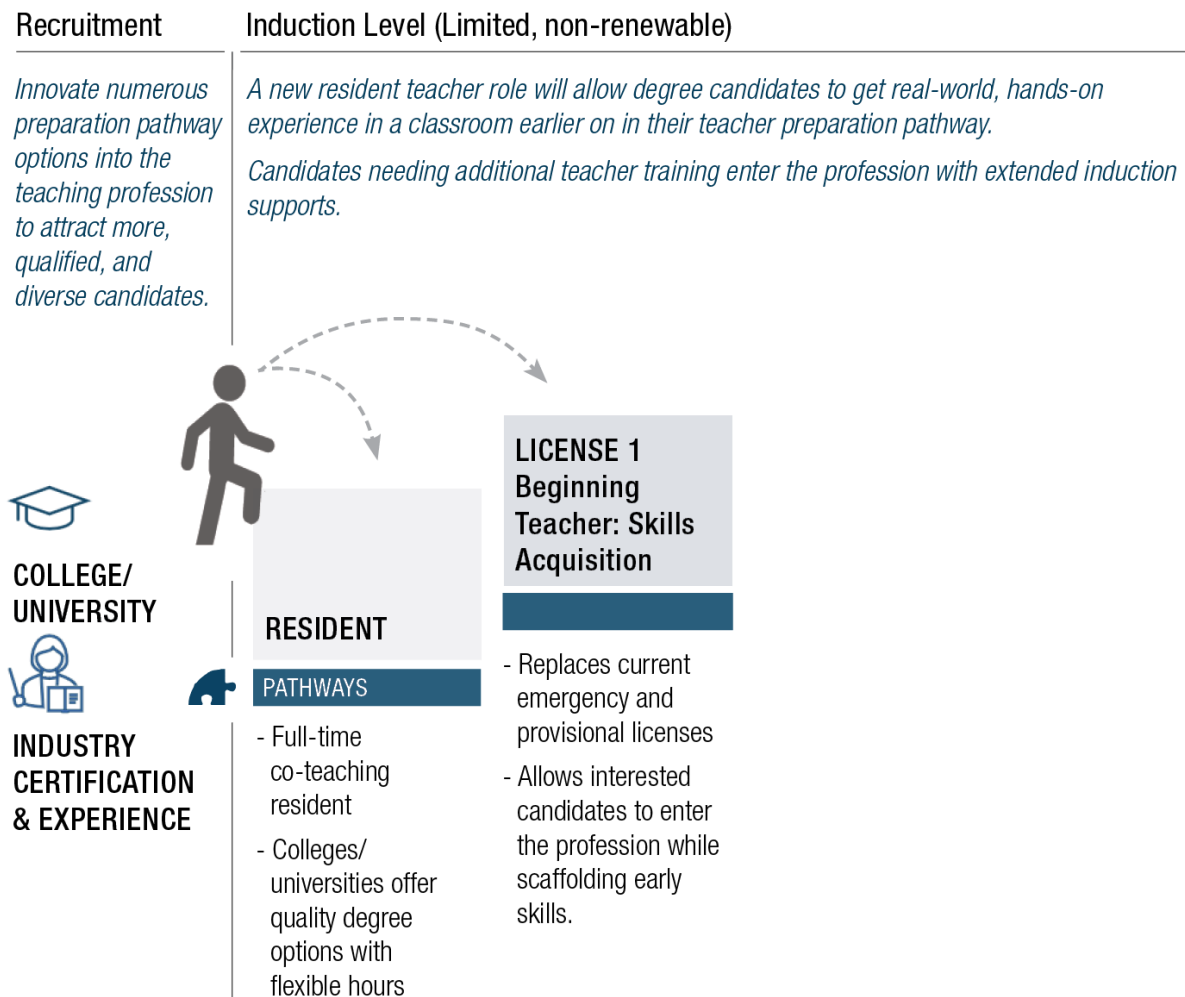 Recruitment
Induction Level (Limited, non-renewable)
Innovate numerous
preparation pathway
options into the
teaching profession
to attract more,
qualified, and
diverse candidates.
A new resident teacher role will allow degree candidates to get real-world, hands-on
experience in a classroom earlier on in their teacher preparation pathway.
Candidates needing additional teacher training enter the profession with extended induction
supports.
COLLEGE/
UNIVERSITY
INDUSTRY
CERTIFICATION
& EXPERIENCE
RESIDENT
PATHWAYS
- Full-time
co-teaching
resident
- Colleges/
universities offer
quality degree
options with
flexible hours
LICENSE 1
Beginning
Teacher: Skills
Acquisition
- Replaces current
emergency and
provisional licenses
- Allows interested
candidates to enter
the profession while
scaffolding early
skills.